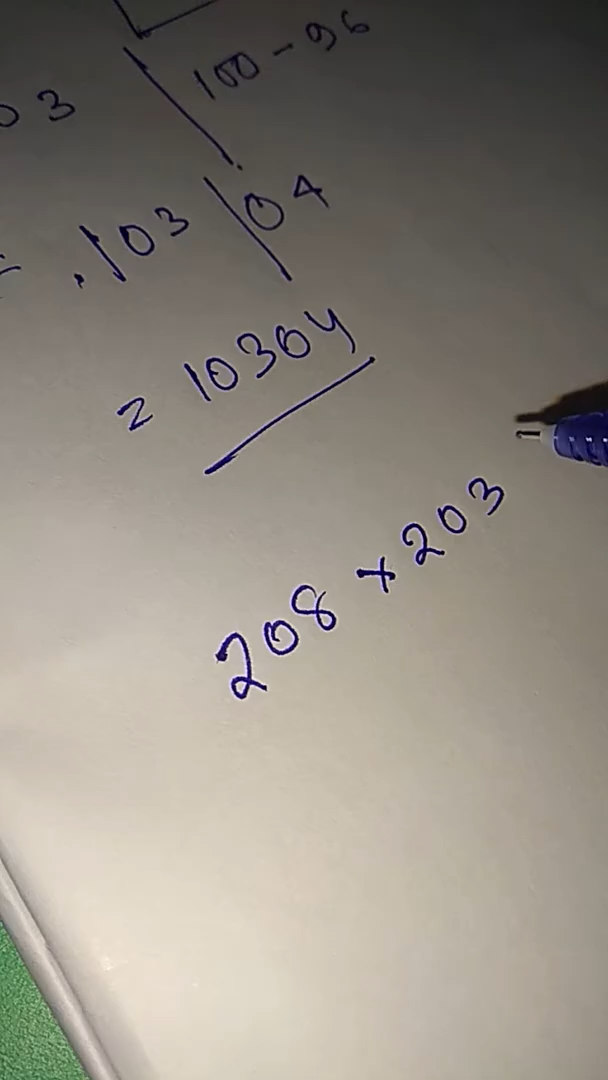 03 | 100 - 96
= 103 / 04
= 10304
208 × 203